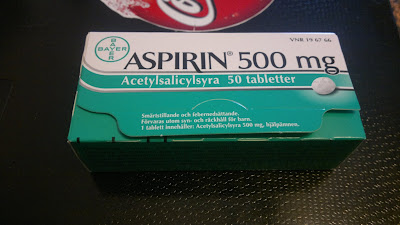 VNR 19 67 66
BAYER
BAYER
ASPIRIN® 500 mg
Acetylsalicylsyra 50 tabletter
Smärtstillande och febernedsättande.
Förvaras utom syn- och räckhåll för barn.
1 tablett innehåller: Acetylsalicylsyra 500 mg, hjälpämnen.